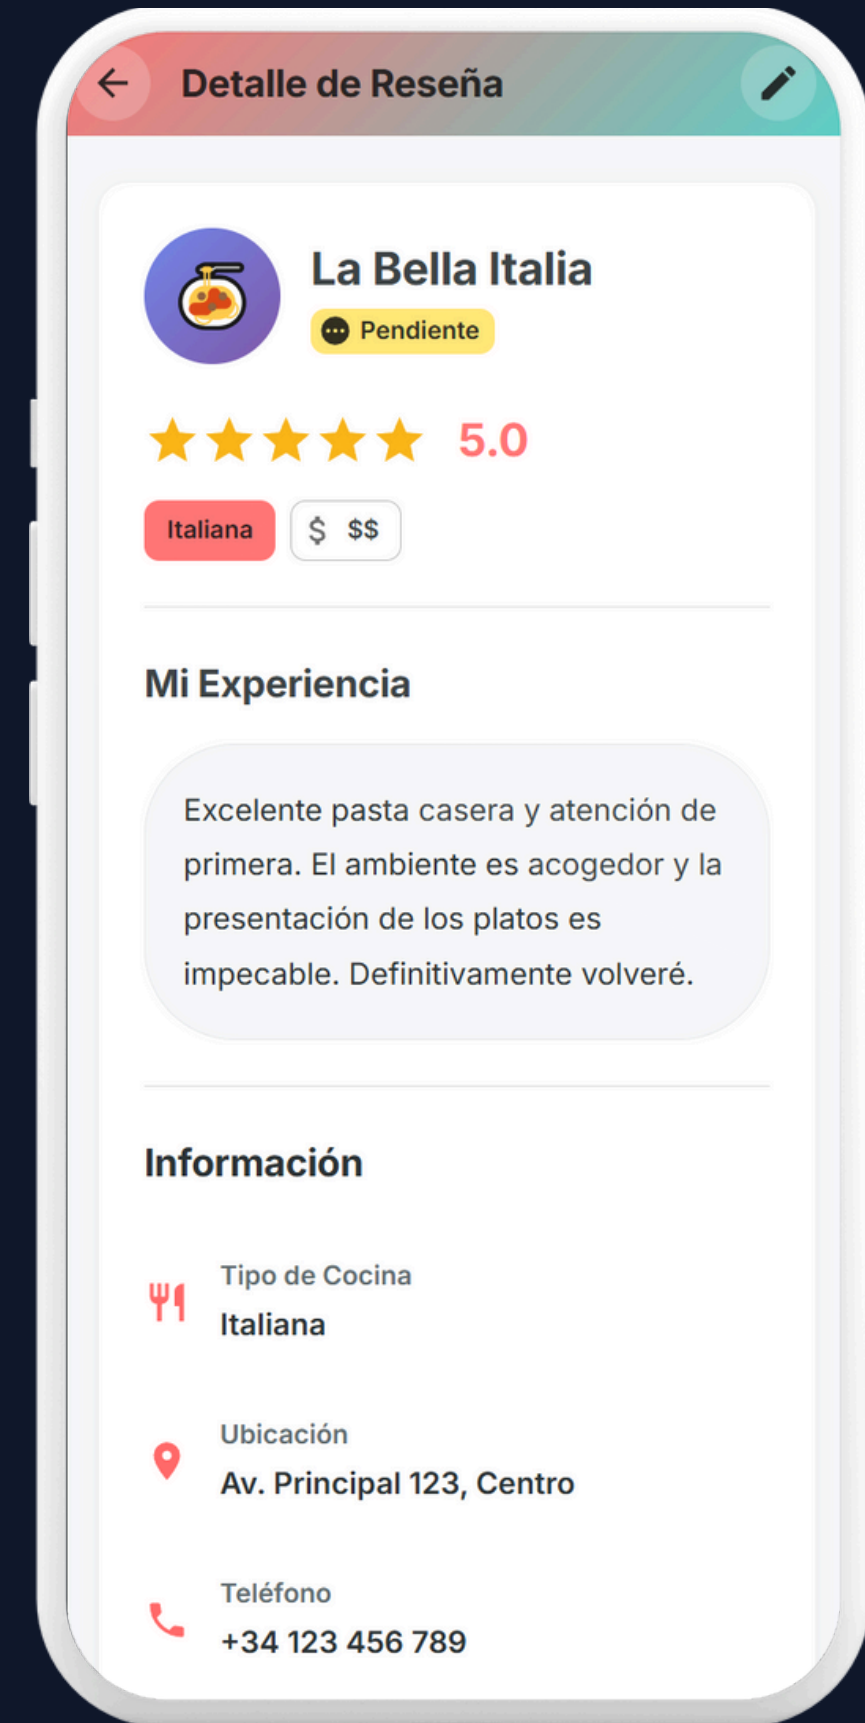 Detalle de Reseña
La Bella Italia
Pendiente
5.0
Italiana
$ $$
Mi Experiencia
Excelente pasta casera y atención de
primera. El ambiente es acogedor y la
presentación de los platos es
impecable. Definitivamente volveré.
Información
Tipo de Cocina
Italiana
Ubicación
Av. Principal 123, Centro
Teléfono
+34 123 456 789